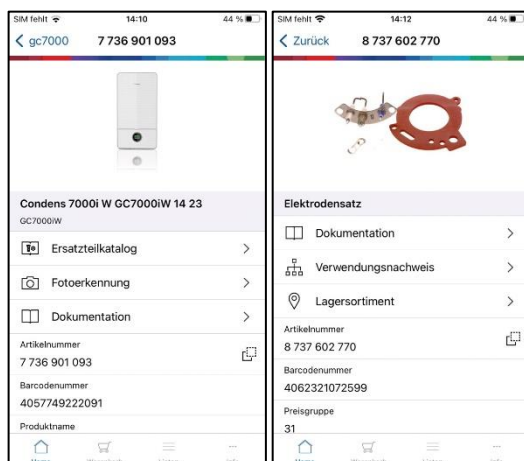 SIM fehlt 14:10 44 %
gc7000 7 736 901 093
Condens 7000i W GC7000iW 14 23
GC7000iW
Ersatzteilkatalog
Fotoerkennung
Dokumentation
Artikelnummer
7 736 901 093
Barcodenummer
4057749222091
Produktname
SIM fehlt 14:12 44 %
Zurück 8 737 602 770
Elektrodensatz
Dokumentation
Verwendungsnachweis
Lagersortiment
Artikelnummer
8 737 602 770
Barcodenummer
4062321072599
Preisgruppe
31